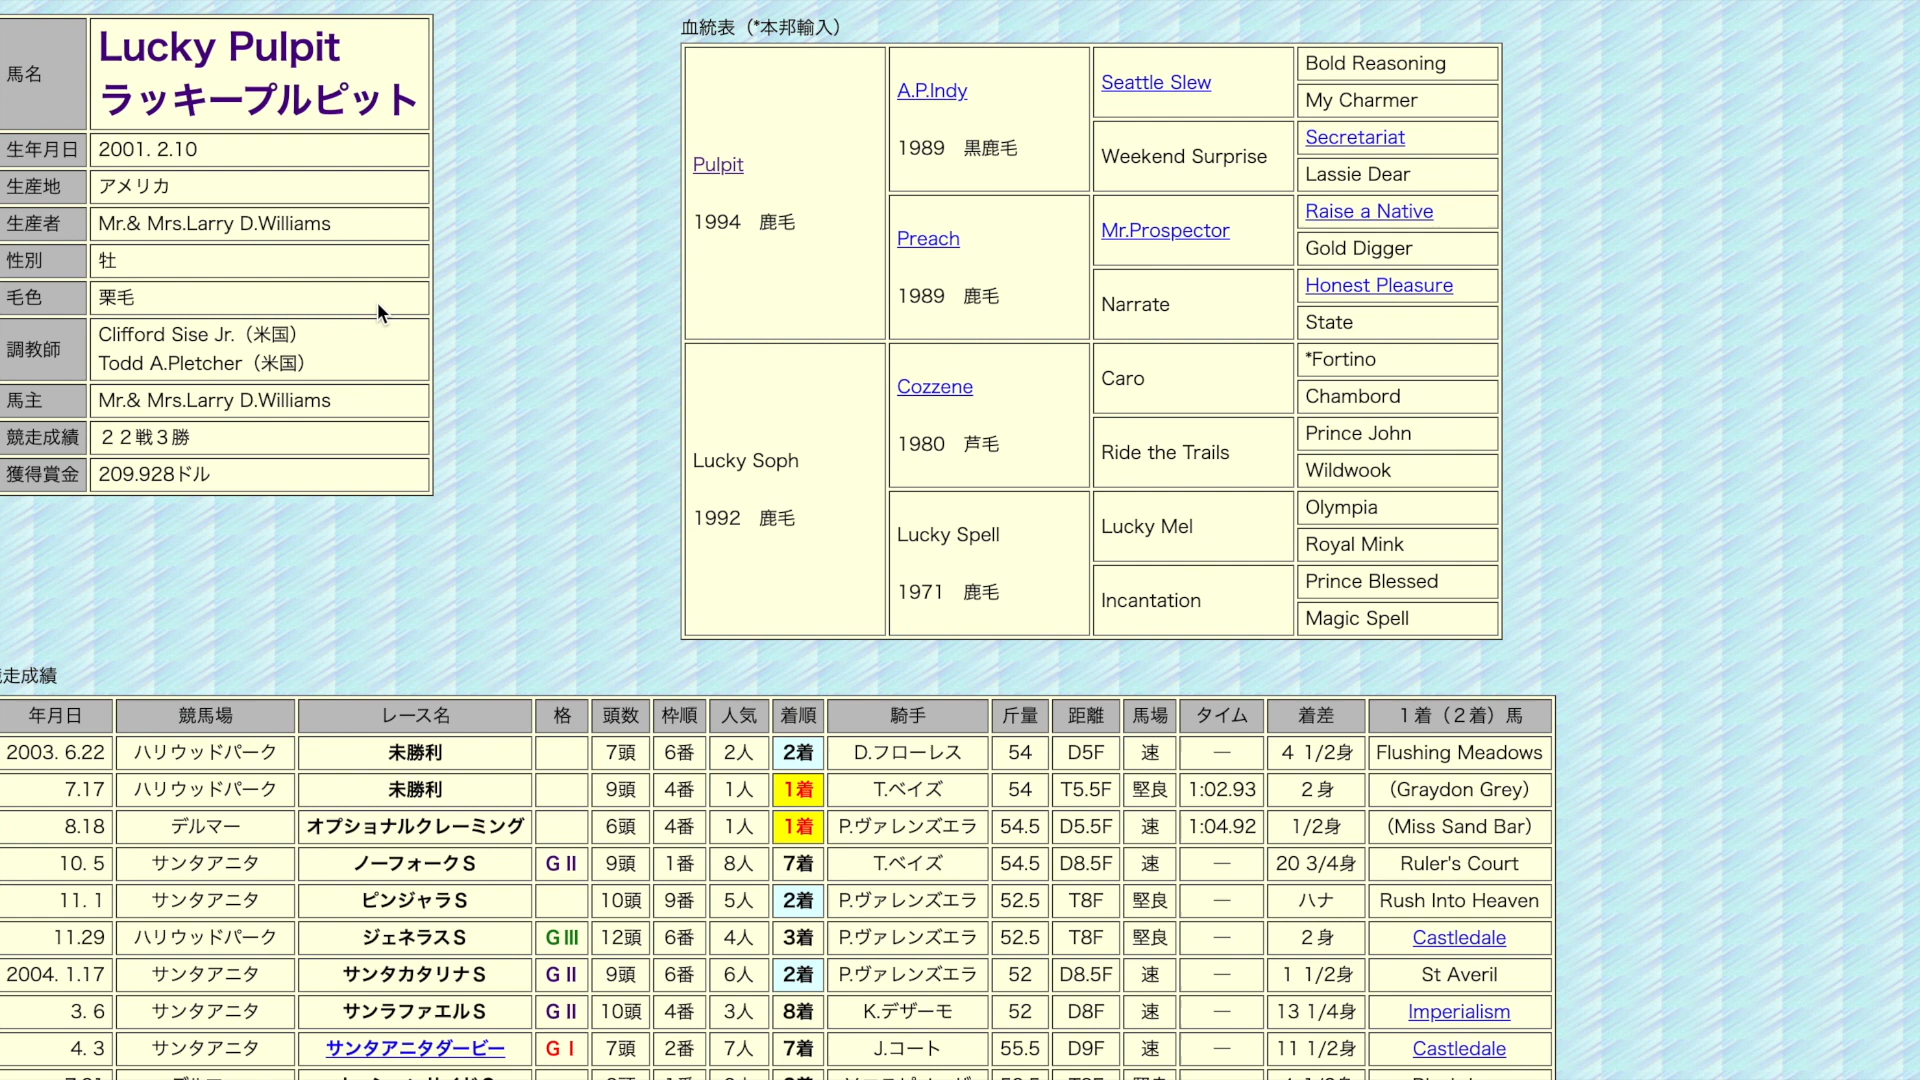 馬名 Lucky Pulpit
ラッキープルピット
生年月日 2001. 2.10
生産地 アメリカ
生産者 Mr.& Mrs.Larry D.Williams
性別 牡
毛色 栗毛
調教師 Clifford Sise Jr.（米国）
Todd A.Pletcher（米国）
馬主 Mr.& Mrs.Larry D.Williams
競走成績 ２２戦３勝
獲得賞金 209.928ドル
血統表（*本邦輸入）
Pulpit
1994 鹿毛
A.P.Indy
1989 黒鹿毛
Seattle Slew
Bold Reasoning
My Charmer
Weekend Surprise
Secretariat
Lassie Dear
Preach
1989 鹿毛
Mr.Prospector
Raise a Native
Gold Digger
Narrate
Honest Pleasure
State
Lucky Soph
1992 鹿毛
Cozzene
1980 芦毛
Caro
*Fortino
Chambord
Ride the Trails
Prince John
Wildwook
Lucky Spell
1971 鹿毛
Lucky Mel
Olympia
Royal Mink
Incantation
Prince Blessed
Magic Spell
走成績
年月日 競馬場 レース名 格 頭数 枠順 人気 着順 騎手 斤量 距離 馬場 タイム 着差 １着（２着）馬
2003. 6.22 ハリウッドパーク 未勝利 7頭 6番 2人 2着 D.フローレス 54 D5F 速 — 4 1/2身 Flushing Meadows
7.17 ハリウッドパーク 未勝利 9頭 4番 1人 1着 T.ベイズ 54 T5.5F 堅良 1:02.93 2身 (Graydon Grey)
8.18 デルマー オプショナルクレーミング 6頭 4番 1人 1着 P.ヴァレンズエラ 54.5 D5.5F 速 1:04.92 1/2身 (Miss Sand Bar)
10. 5 サンタアニタ ノーフォークＳ GⅡ 9頭 1番 8人 7着 T.ベイズ 54.5 D8.5F 速 — 20 3/4身 Ruler's Court
11. 1 サンタアニタ ピンジャラＳ 10頭 9番 5人 2着 P.ヴァレンズエラ 52.5 T8F 堅良 — ハナ Rush Into Heaven
11.29 ハリウッドパーク ジェネラスＳ GⅢ 12頭 6番 4人 3着 P.ヴァレンズエラ 52.5 T8F 堅良 — 2身 Castledale
2004. 1.17 サンタアニタ サンタカタリナＳ GⅡ 9頭 6番 6人 2着 P.ヴァレンズエラ 52 D8.5F 速 — 1 1/2身 St Averil
3. 6 サンタアニタ サンラファエルＳ GⅡ 10頭 4番 3人 8着 K.デザーモ 52 D8F 速 — 13 1/4身 Imperialism
4. 3 サンタアニタ サンタアニタダービー GⅠ 7頭 2番 7人 7着 J.コート 55.5 D9F 速 — 11 1/2身 Castledale